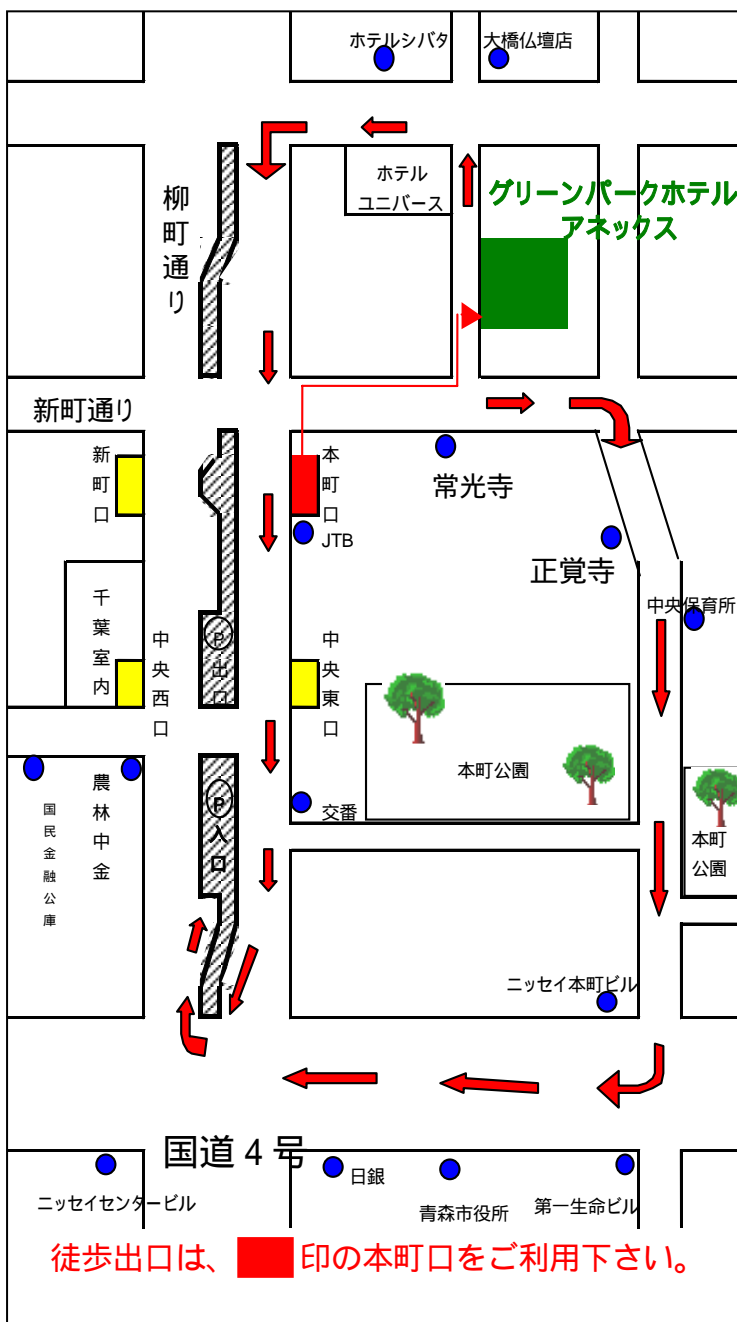 ホテルシバタ
大橋仏壇店
ホテル
ユニバース
グリーンパークホテル
アネックス
柳町通り
新町通り
新町口
本町口
常光寺
JTB
正覚寺
中央保育所
千葉室内
中央西口
P出口
中央東口
本町公園
農林中金
国民金融公庫
P入口
交番
本町
公園
ニッセイ本町ビル
国道4号
日銀
ニッセイセンタービル
青森市役所
第一生命ビル
徒歩出口は、 印の本町口をご利用下さい。